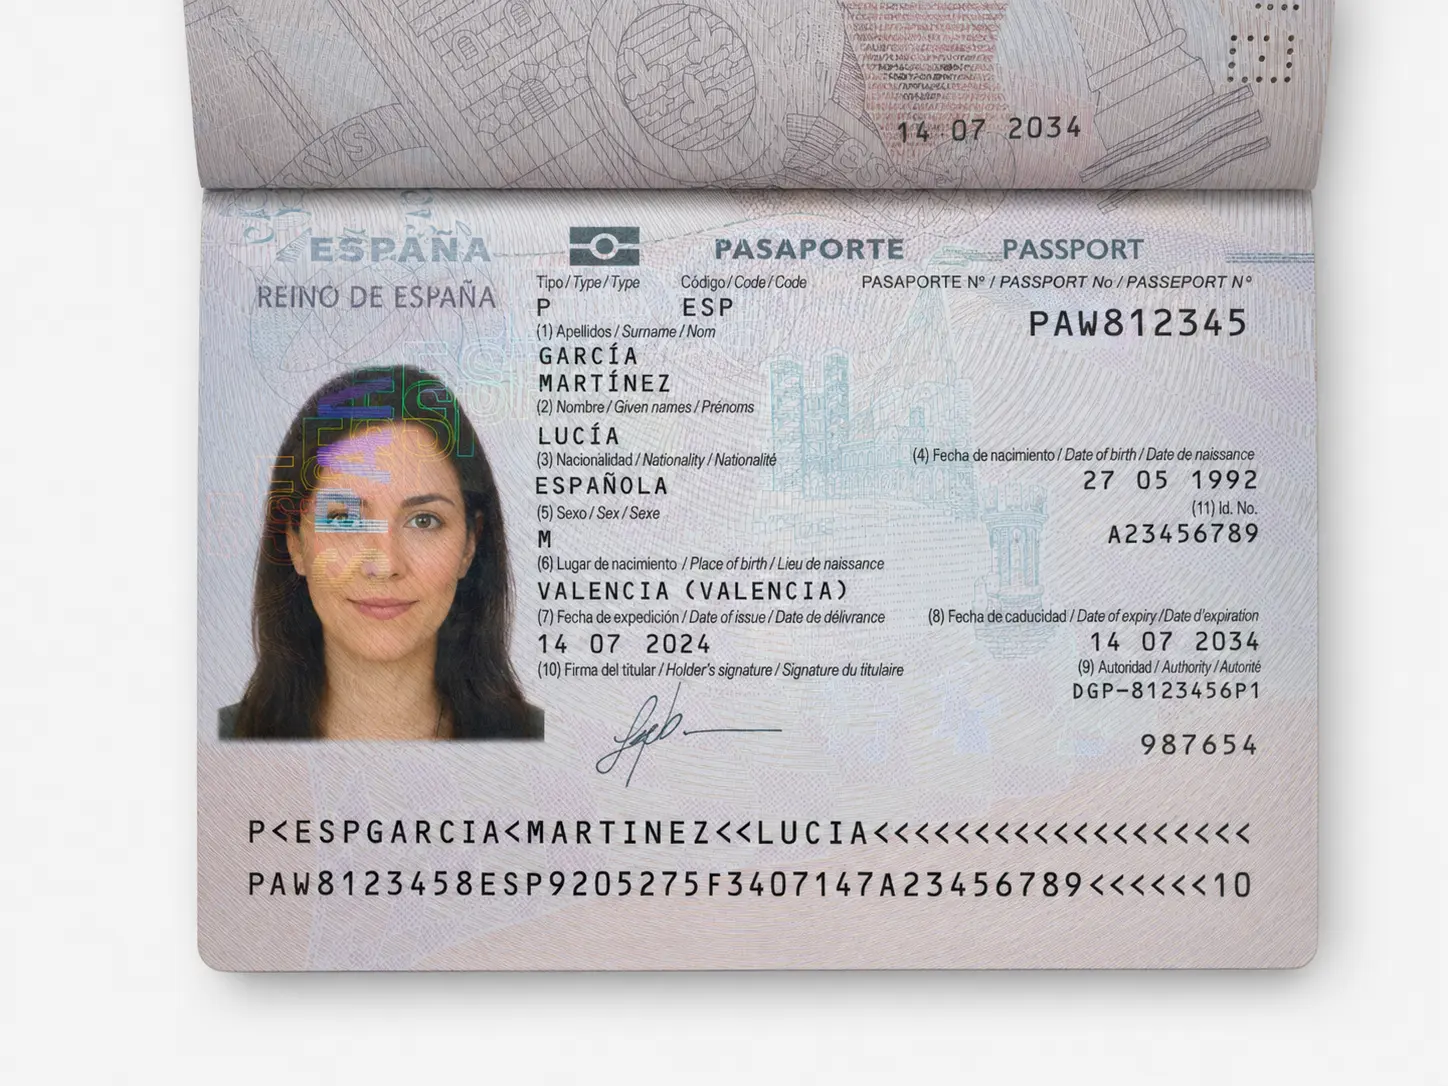 14 07 2034
ESPAÑA
PASAPORTE
PASSPORT
REINO DE ESPAÑA
Tipo / Type / Type
Código / Code / Code
PASAPORTE Nº / PASSPORT No / PASSEPORT Nº
P
ESP
PAW812345
(1) Apellidos / Surname / Nom
GARCÍA
MARTÍNEZ
(2) Nombre / Given names / Prénoms
LUCÍA
(3) Nacionalidad / Nationality / Nationalité
(4) Fecha de nacimiento / Date of birth / Date de naissance
ESPAÑOLA
27 05 1992
(5) Sexo / Sex / Sexe
(11) Id. No.
M
A23456789
(6) Lugar de nacimiento / Place of birth / Lieu de naissance
VALENCIA (VALENCIA)
(7) Fecha de expedición / Date of issue / Date de délivrance
(8) Fecha de caducidad / Date of expiry / Date d'expiration
14 07 2024
14 07 2034
(10) Firma del titular / Holder's signature / Signature du titulaire
(9) Autoridad / Authority / Autorité
DGP-8123456P1
987654
P<ESPGARCIA<MARTINEZ<<LUCIA<<<<<<<<<<<<<<<<<<<
PAW8123458ESP9205275F3407147A23456789<<<<<<10